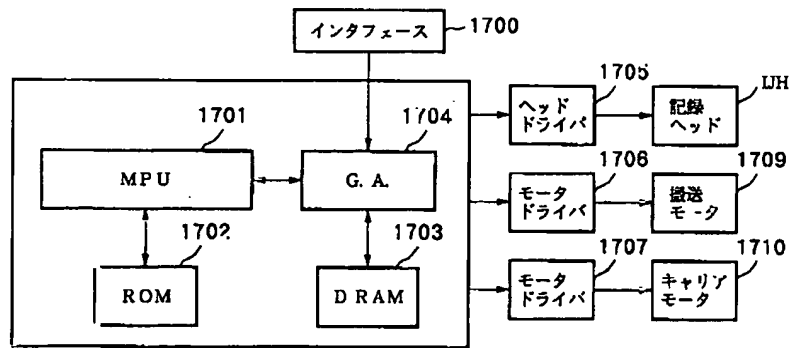 インタフェース
1700
1701
MPU
1704
G. A.
1702
ROM
1703
DRAM
1705
ヘッド
ドライバ
IJH
記録
ヘッド
1706
モータ
ドライバ
1709
搬送
モータ
1707
モータ
ドライバ
1710
キャリア
モータ